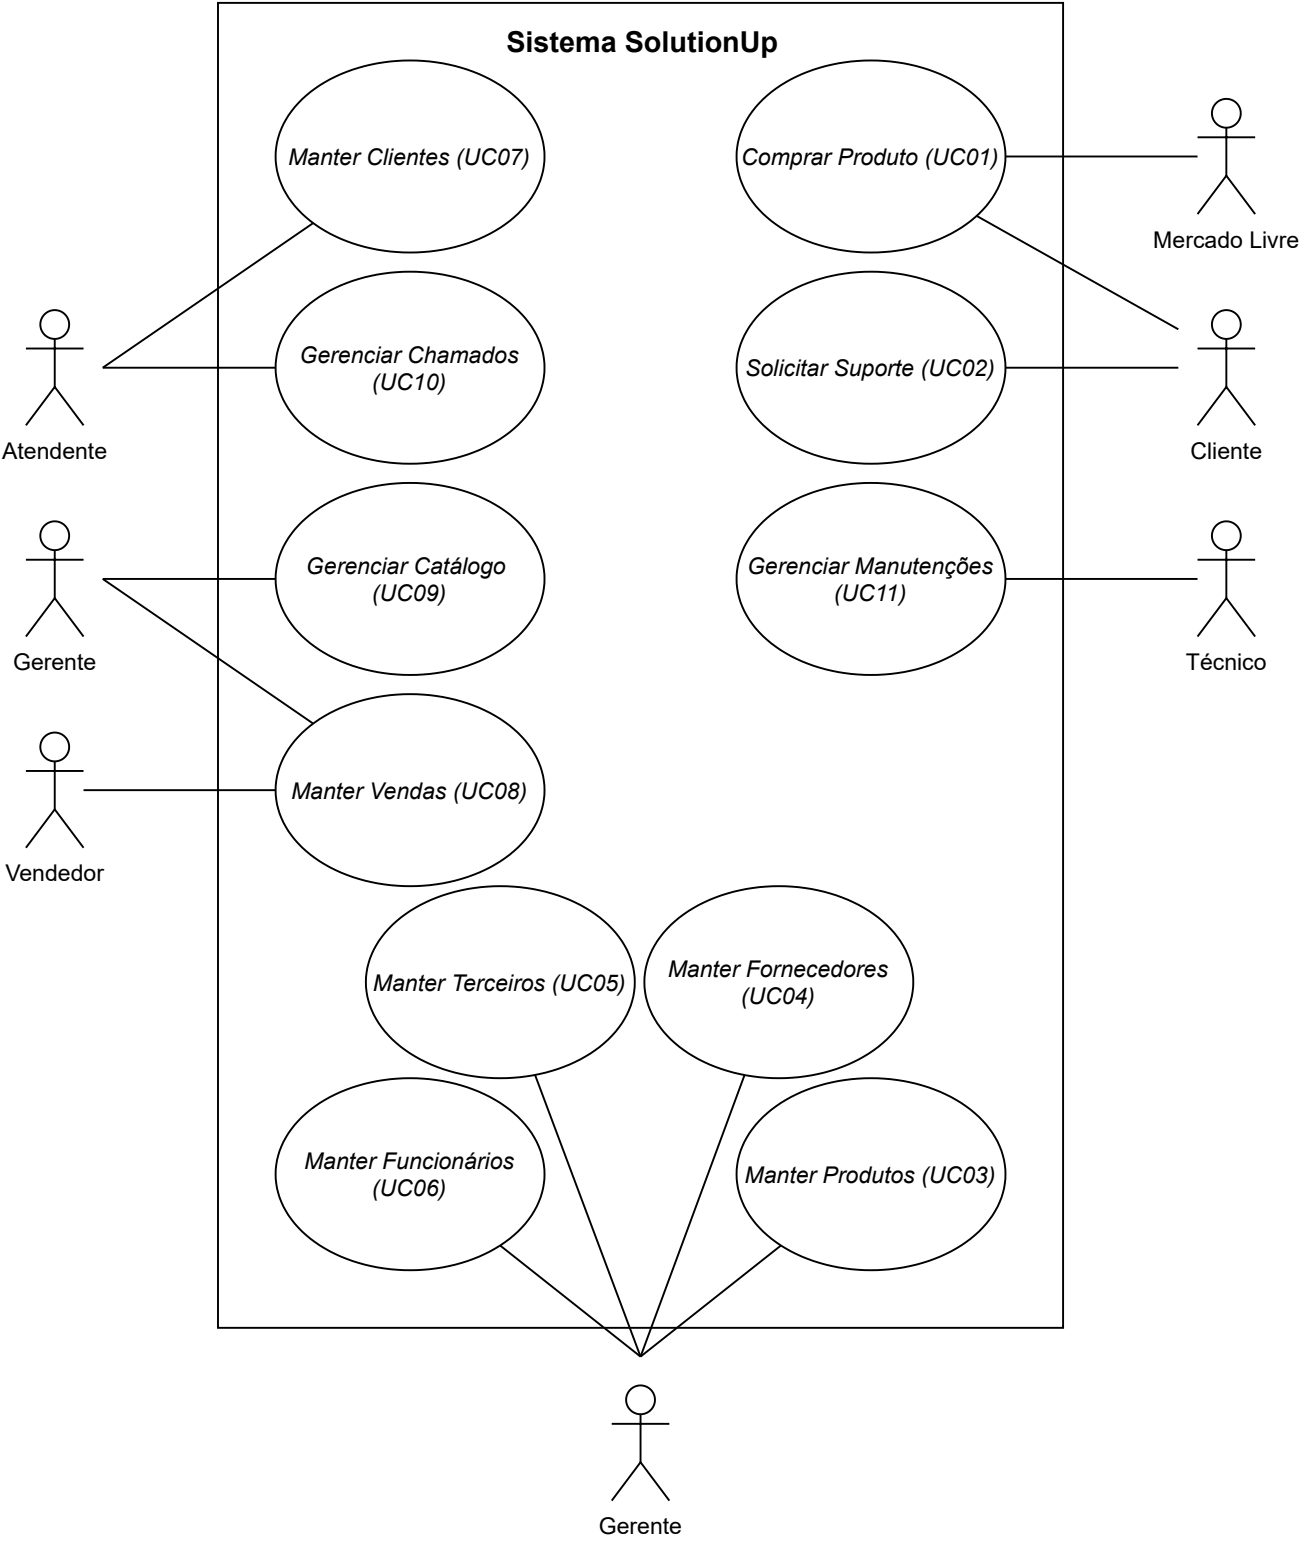 Sistema SolutionUp
Manter Clientes (UC07)
Comprar Produto (UC01)
Mercado Livre
Gerenciar Chamados
(UC10)
Solicitar Suporte (UC02)
Atendente
Cliente
Gerenciar Catálogo
(UC09)
Gerenciar Manutenções
(UC11)
Gerente
Técnico
Manter Vendas (UC08)
Vendedor
Manter Terceiros (UC05)
Manter Fornecedores
(UC04)
Manter Funcionários
(UC06)
Manter Produtos (UC03)
Gerente